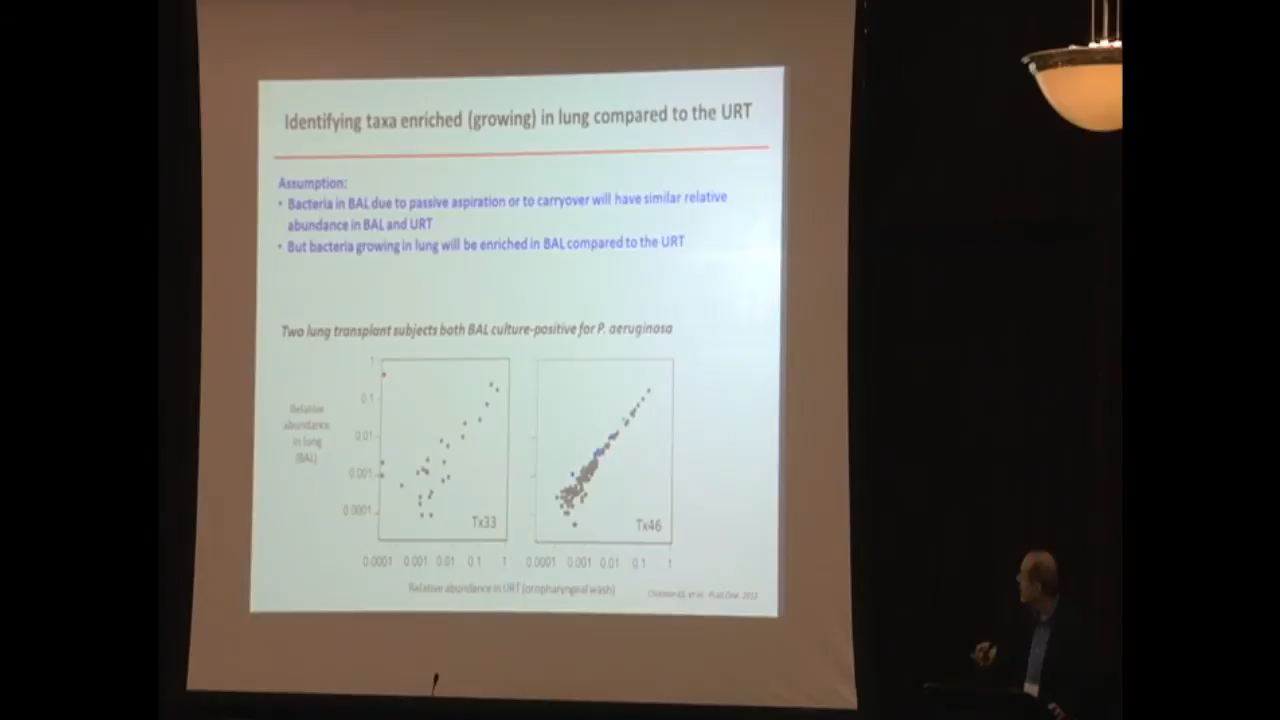 Identifying taxa enriched (growing) in lung compared to the URT
Assumption:
• Bacteria in BAL due to passive aspiration or to carryover will have similar relative
abundance in BAL and URT
• But bacteria growing in lung will be enriched in BAL compared to the URT
Two lung transplant subjects both BAL culture-positive for P. aeruginosa
Relative
abundance
in lung
(BAL)
1
0.1
0.01
0.001
0.0001
Tx33
Tx46
0.0001 0.001 0.01 0.1 1
0.0001 0.001 0.01 0.1 1
Relative abundance in URT (oropharyngeal wash)
et al PLoS One